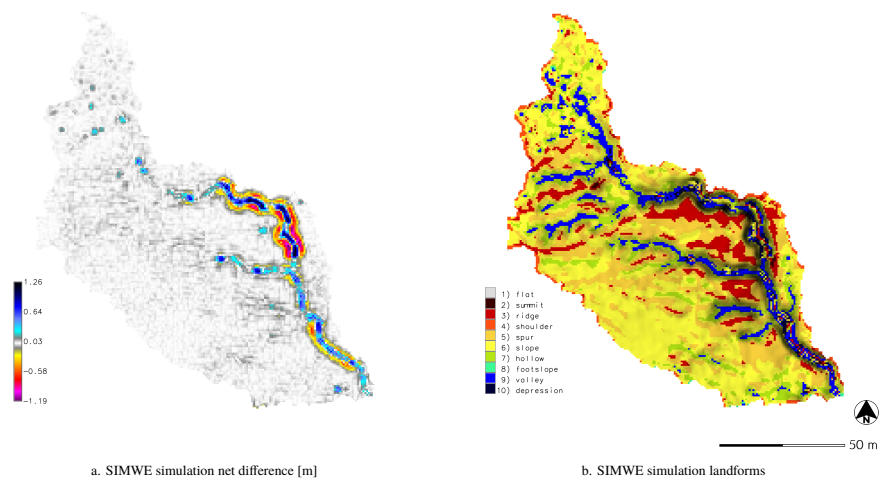 1.26
0.64
0.03
-0.58
-1.19
1) flat
2) summit
3) ridge
4) shoulder
5) spur
6) slope
7) hollow
8) footslope
9) valley
10) depression
N
50 m
a. SIMWE simulation net difference [m]
b. SIMWE simulation landforms